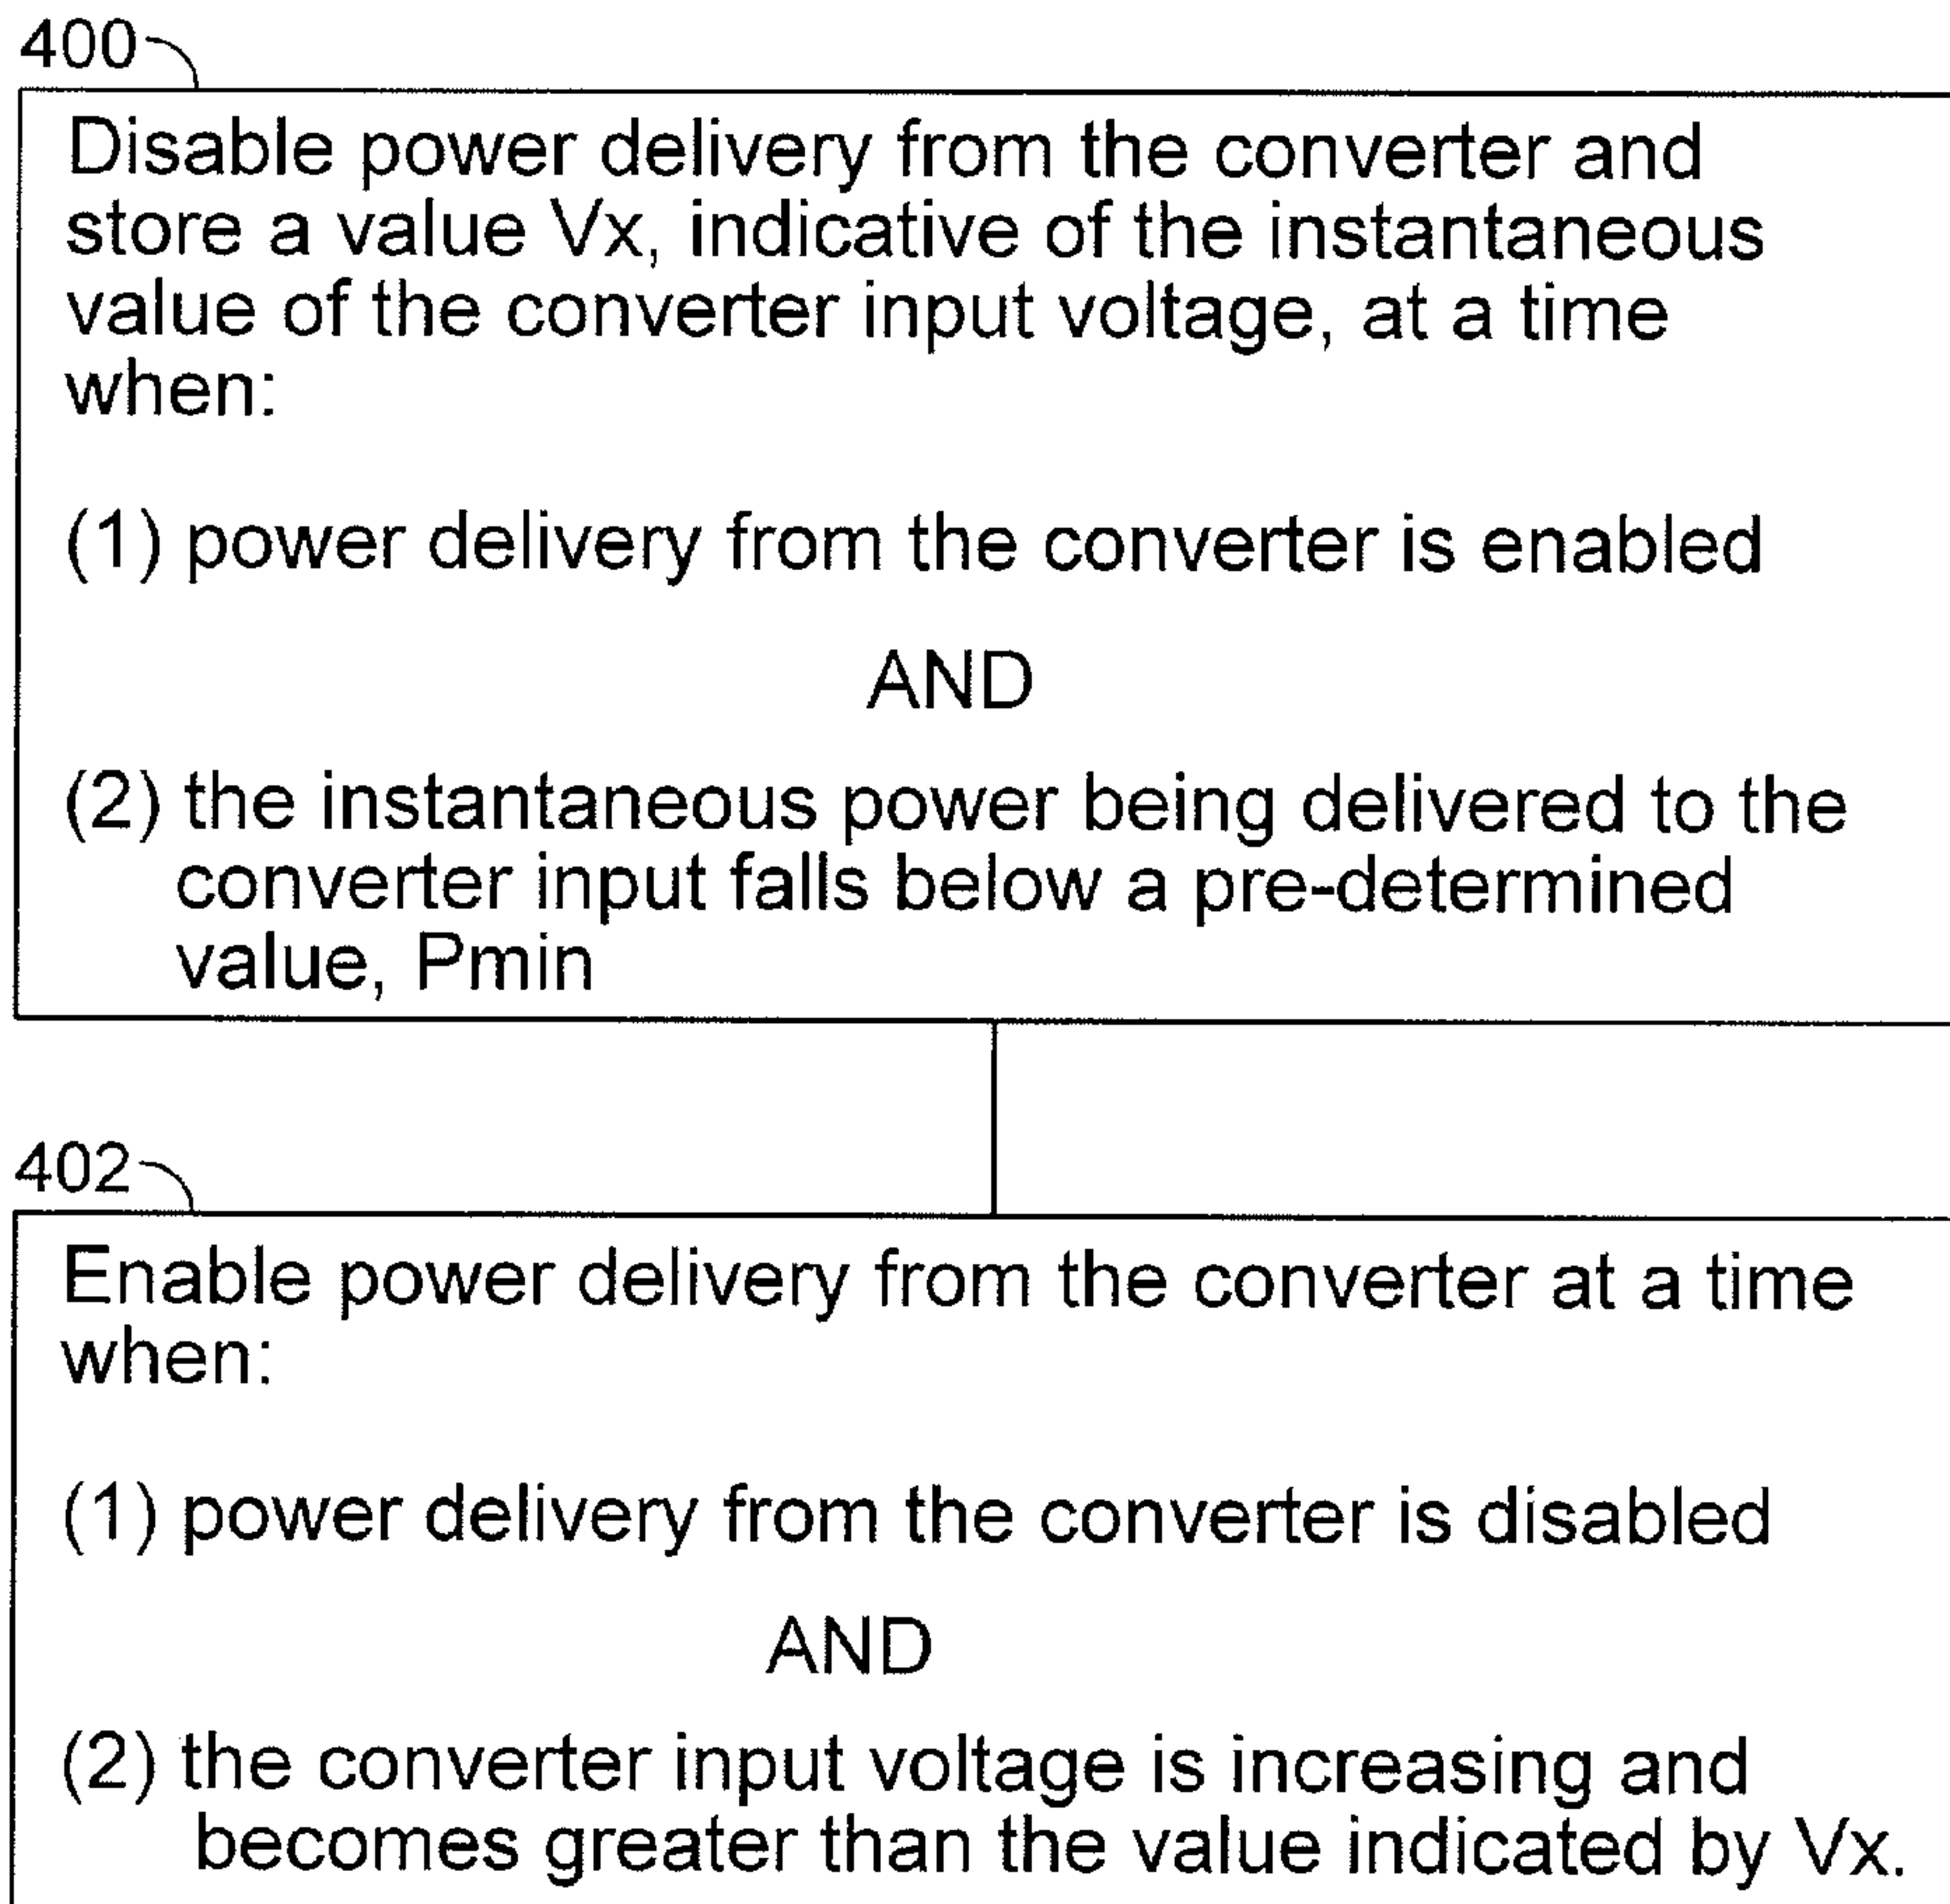 400
Disable power delivery from the converter and
store a value Vx, indicative of the instantaneous
value of the converter input voltage, at a time
when:
(1) power delivery from the converter is enabled
AND
(2) the instantaneous power being delivered to the
converter input falls below a pre-determined
value, Pmin
402
Enable power delivery from the converter at a time
when:
(1) power delivery from the converter is disabled
AND
(2) the converter input voltage is increasing and
becomes greater than the value indicated by Vx.